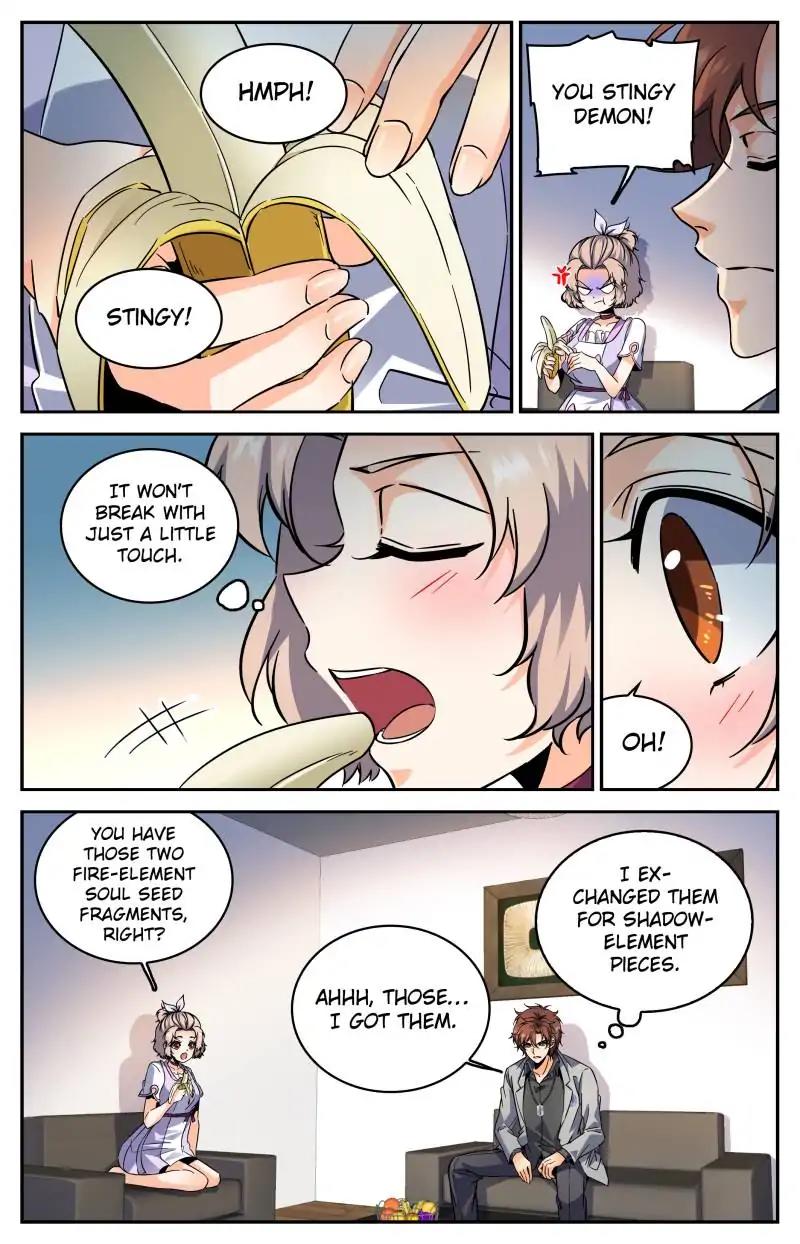 HMPH!
STINGY!
YOU STINGY
DEMON!
IT WON'T
BREAK WITH
JUST A LITTLE
TOUCH.
OH!
YOU HAVE
THOSE TWO
FIRE-ELEMENT
SOUL SEED
FRAGMENTS,
RIGHT?
AHHH, THOSE...
I GOT THEM.
I EX-
CHANGED THEM
FOR SHADOW-
ELEMENT
PIECES.